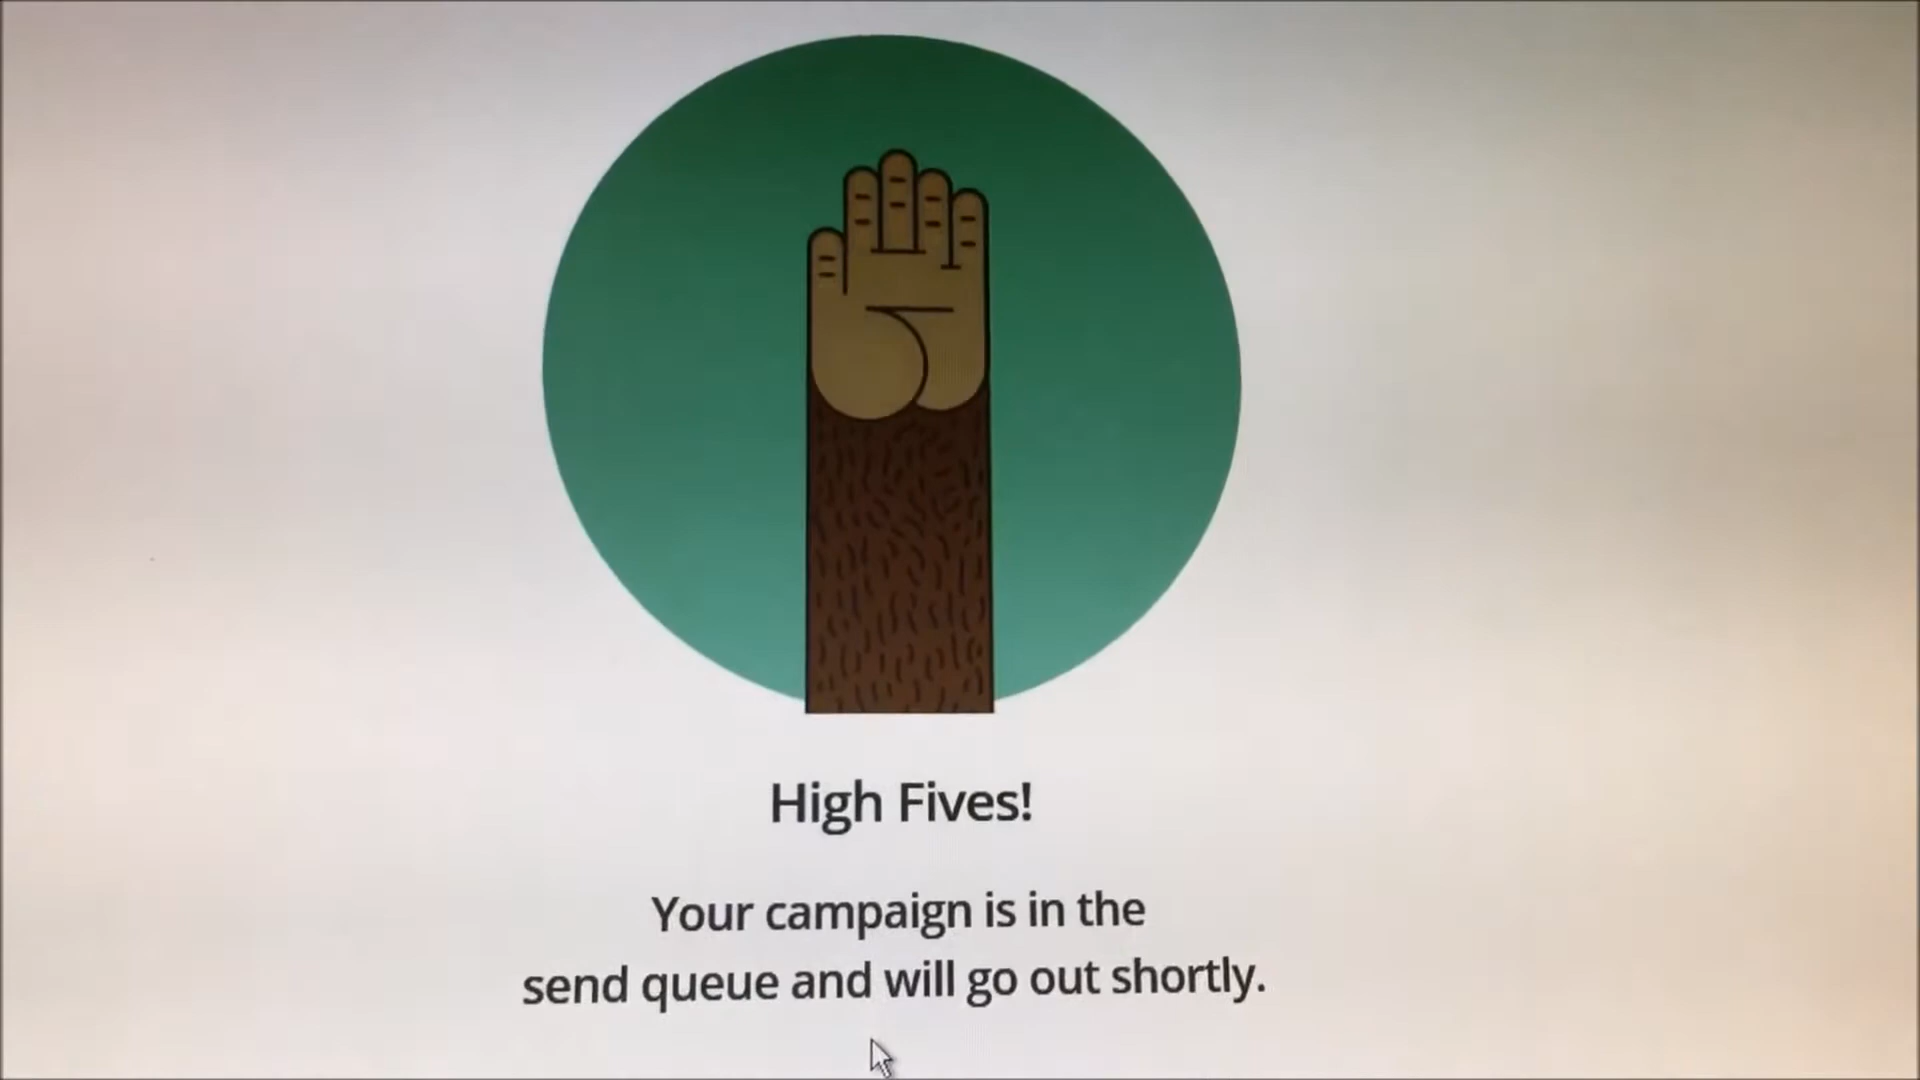 High Fives!
Your campaign is in the
send queue and will go out shortly.